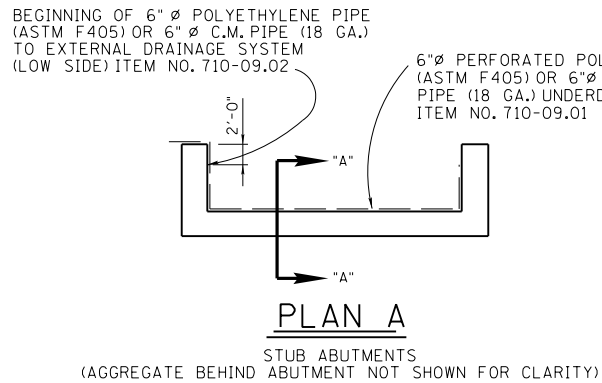 BEGINNING OF 6" Ø POLYETHYLENE PIPE
(ASTM F405) OR 6" Ø C.M. PIPE (18 GA.)
TO EXTERNAL DRAINAGE SYSTEM
(LOW SIDE) ITEM NO. 710-09.02
6"Ø PERFORATED
(ASTM F405) OR 6"Ø
PIPE (18 GA.)
ITEM NO. 710-09.01
2'-0"
"A"
"A"
PLAN A
STUB ABUTMENTS
(AGGREGATE BEHIND ABUTMENT NOT SHOWN FOR CLARITY)